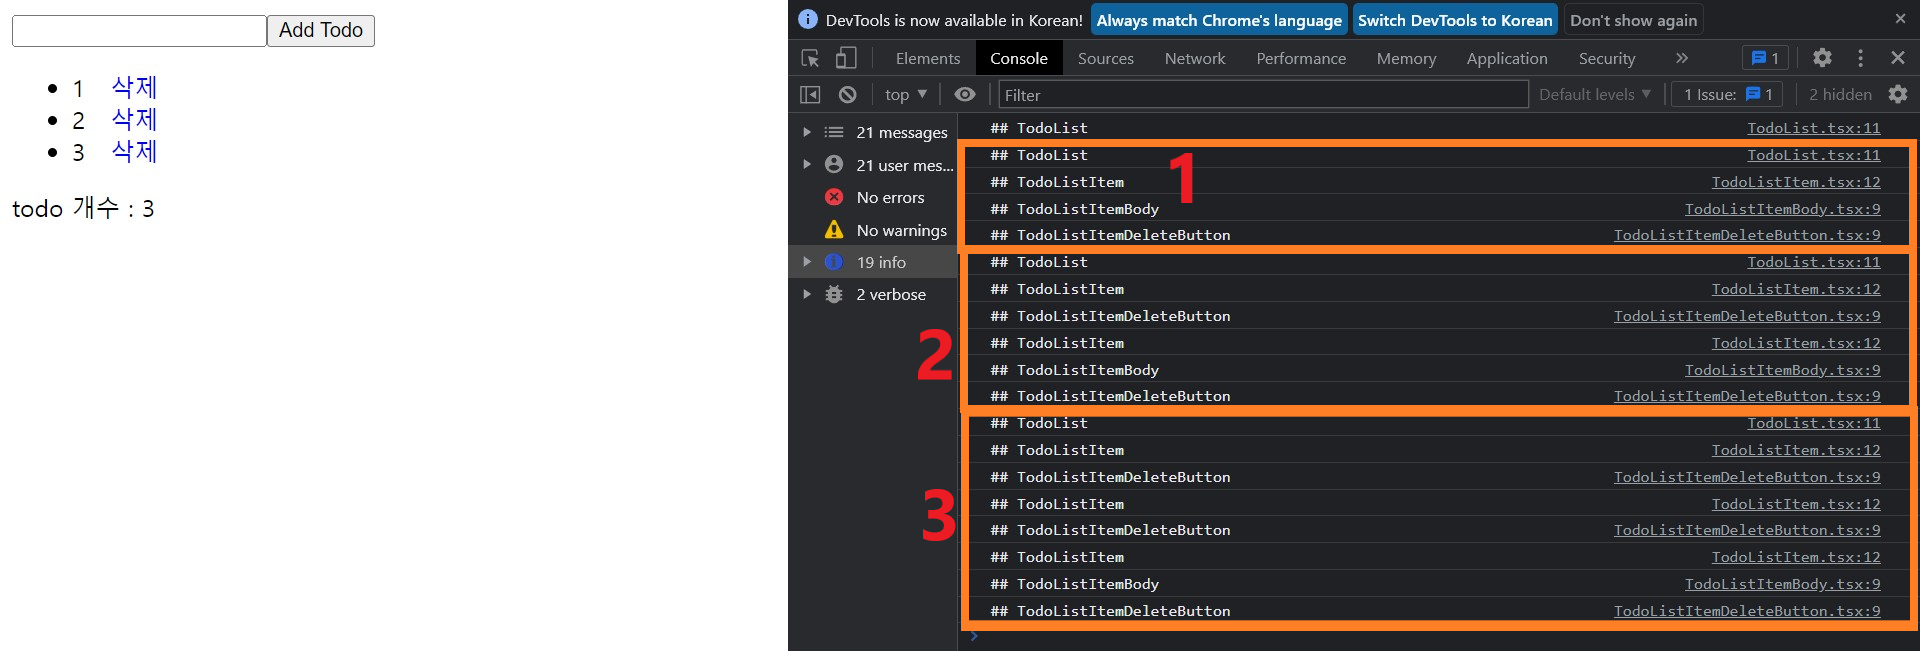 Add Todo
1 삭제
2 삭제
3 삭제
todo 개수 : 3
DevTools is now available in Korean! Always match Chrome's language Switch DevTools to Korean Don't show again
Elements Console Sources Network Performance Memory Application Security 1
top Filter Default levels 1 Issue: 1 2 hidden
21 messages
21 user mes...
No errors
No warnings
19 info
2 verbose
## TodoList TodoList.tsx:11
1
## TodoList TodoList.tsx:11
## TodoListItem TodoListItem.tsx:12
## TodoListItemBody TodoListItemBody.tsx:9
## TodoListItemDeleteButton TodoListItemDeleteButton.tsx:9
2
## TodoList TodoList.tsx:11
## TodoListItem TodoListItem.tsx:12
## TodoListItemDeleteButton TodoListItemDeleteButton.tsx:9
## TodoListItem TodoListItem.tsx:12
## TodoListItemBody TodoListItemBody.tsx:9
## TodoListItemDeleteButton TodoListItemDeleteButton.tsx:9
3
## TodoList TodoList.tsx:11
## TodoListItem TodoListItem.tsx:12
## TodoListItemDeleteButton TodoListItemDeleteButton.tsx:9
## TodoListItem TodoListItem.tsx:12
## TodoListItemDeleteButton TodoListItemDeleteButton.tsx:9
## TodoListItem TodoListItem.tsx:12
## TodoListItemBody TodoListItemBody.tsx:9
## TodoListItemDeleteButton TodoListItemDeleteButton.tsx:9